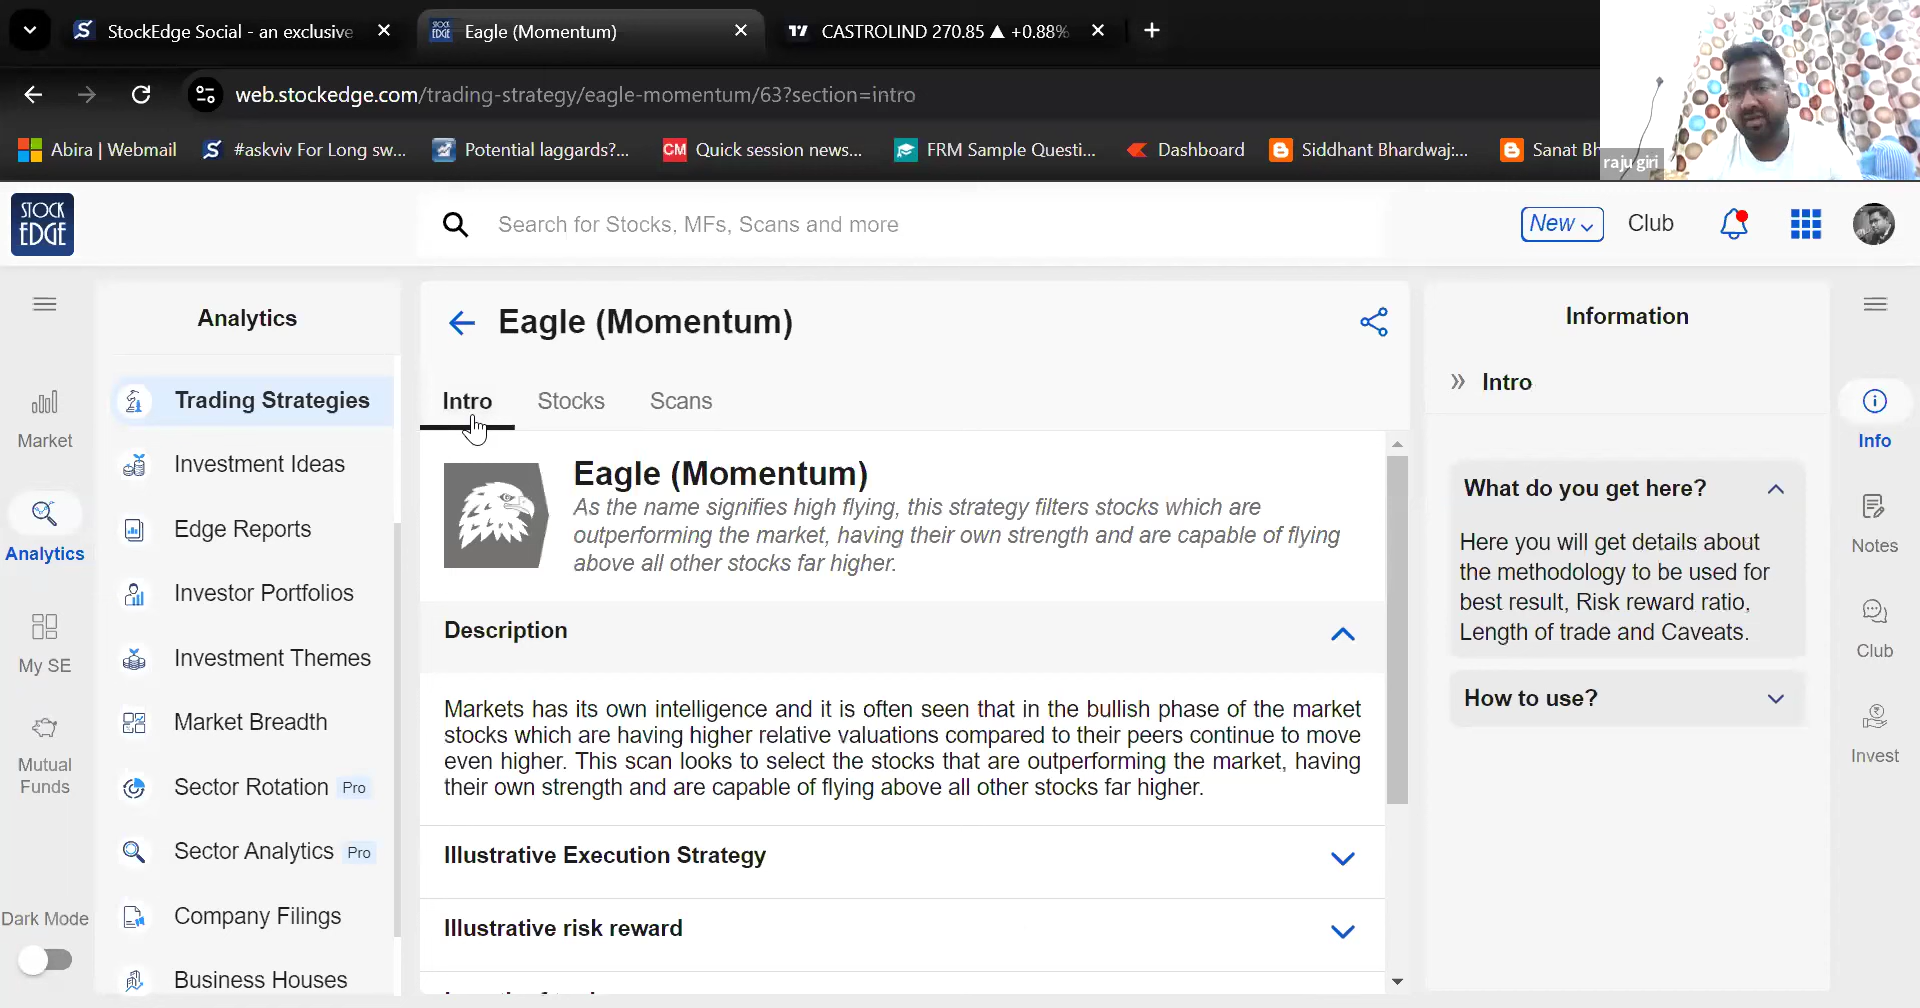 StockEdge Social - an exclusive
STOCK EDGE
Eagle (Momentum)
CASTROLIND 270.85 ▲ +0.88%
web.stockedge.com/trading-strategy/eagle-momentum/63?section=intro
Abira | Webmail
#askviv For Long sw...
Potential laggards?...
CM
Quick session news...
FRM Sample Questi...
Dashboard
Siddhant Bhardwaj:...
Sanat Bh
raju giri
STOCK
EDGE
Search for Stocks, MFs, Scans and more
New
Club
Market
Analytics
My SE
Mutual
Funds
Dark Mode
Analytics
Trading Strategies
Investment Ideas
Edge Reports
Investor Portfolios
Investment Themes
Market Breadth
Sector Rotation Pro
Sector Analytics Pro
Company Filings
Business Houses
Eagle (Momentum)
Intro
Stocks
Scans
Eagle (Momentum)
As the name signifies high flying, this strategy filters stocks which are
outperforming the market, having their own strength and are capable of flying
above all other stocks far higher.
Description
Markets has its own intelligence and it is often seen that in the bullish phase of the market
stocks which are having higher relative valuations compared to their peers continue to move
even higher. This scan looks to select the stocks that are outperforming the market, having
their own strength and are capable of flying above all other stocks far higher.
Illustrative Execution Strategy
Illustrative risk reward
Information
Intro
What do you get here?
Here you will get details about
the methodology to be used for
best result, Risk reward ratio,
Length of trade and Caveats.
How to use?
Info
Notes
Club
Invest